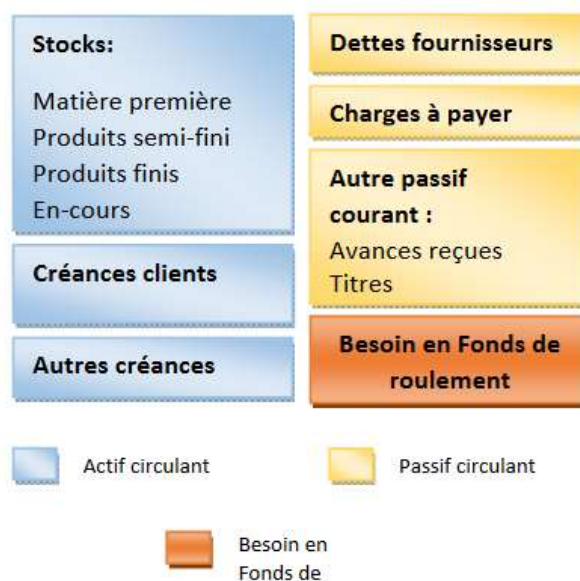 Stocks:
Matière première
Produits semi-fini
Produits finis
En-cours
Créances clients
Autres créances
Dettes fournisseurs
Charges à payer
Autre passif
courant :
Avances reçues
Titres
Besoin en Fonds de
roulement
Actif circulant
Passif circulant
Besoin en
Fonds de